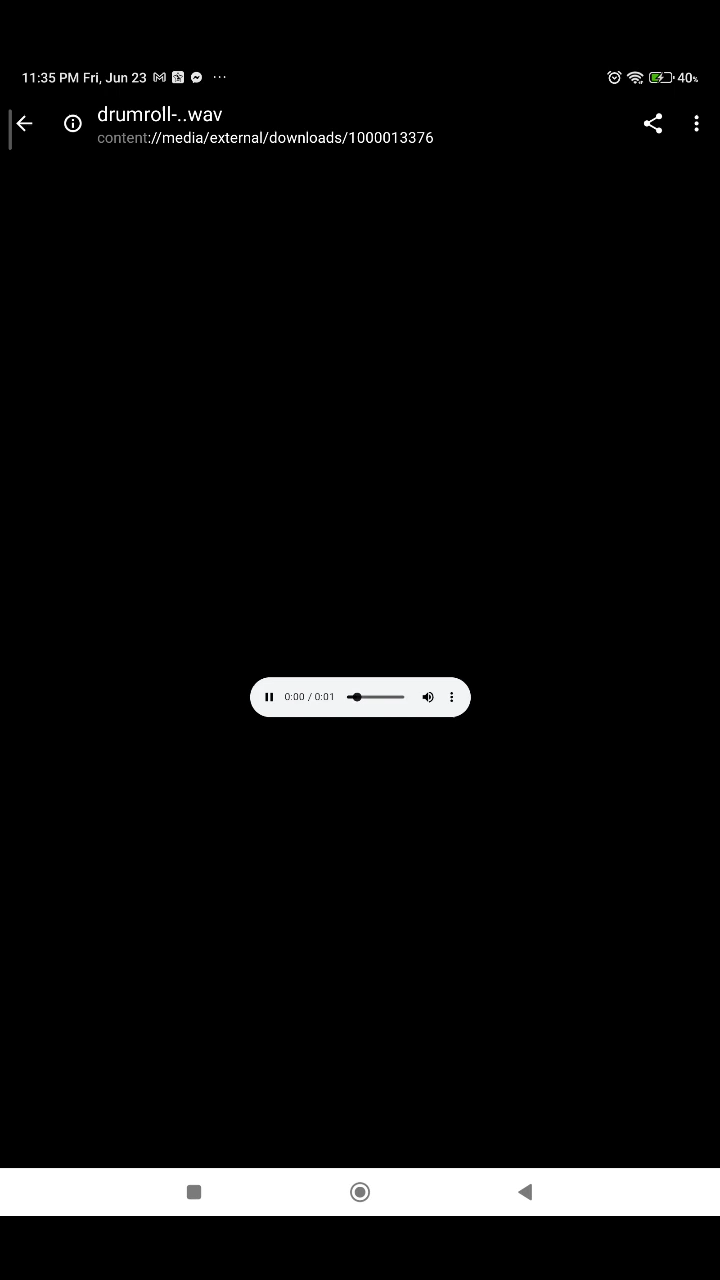 11:35 PM Fri, Jun 23 ... 40%
drumroll-..wav
content://media/external/downloads/1000013376
0:00 / 0:01